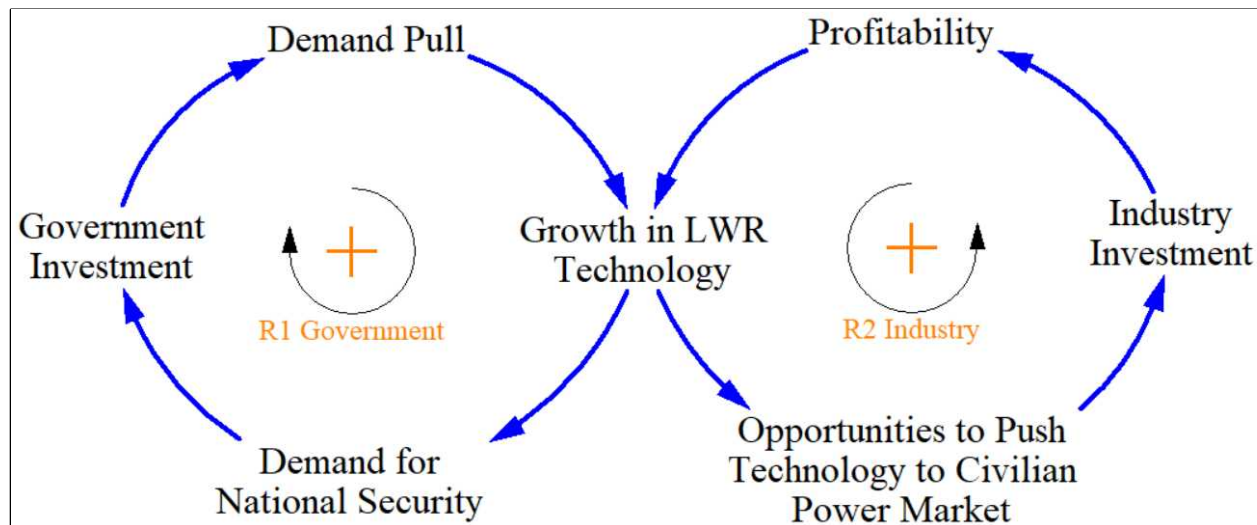 Demand Pull
Profitability
Government
Investment
Growth in LWR
Technology
Industry
Investment
R1 Government
R2 Industry
Demand for
National Security
Opportunities to Push
Technology to Civilian
Power Market